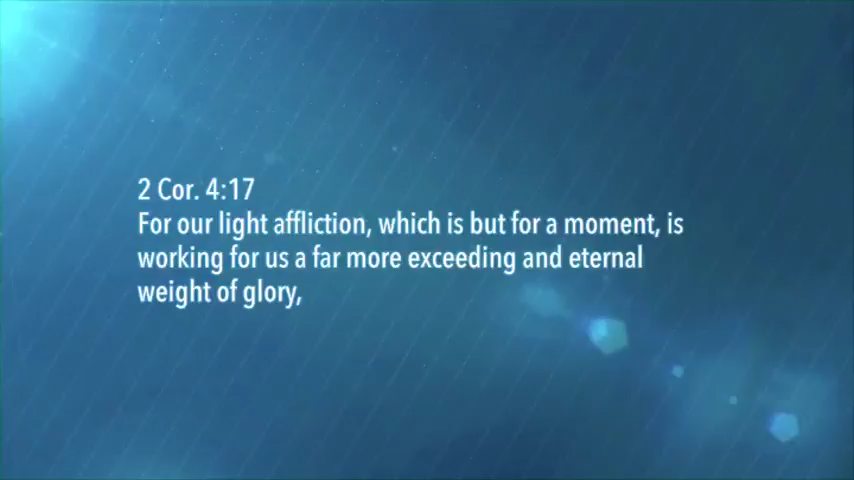 2 Cor. 4:17
For our light affliction, which is but for a moment, is
working for us a far more exceeding and eternal
weight of glory,